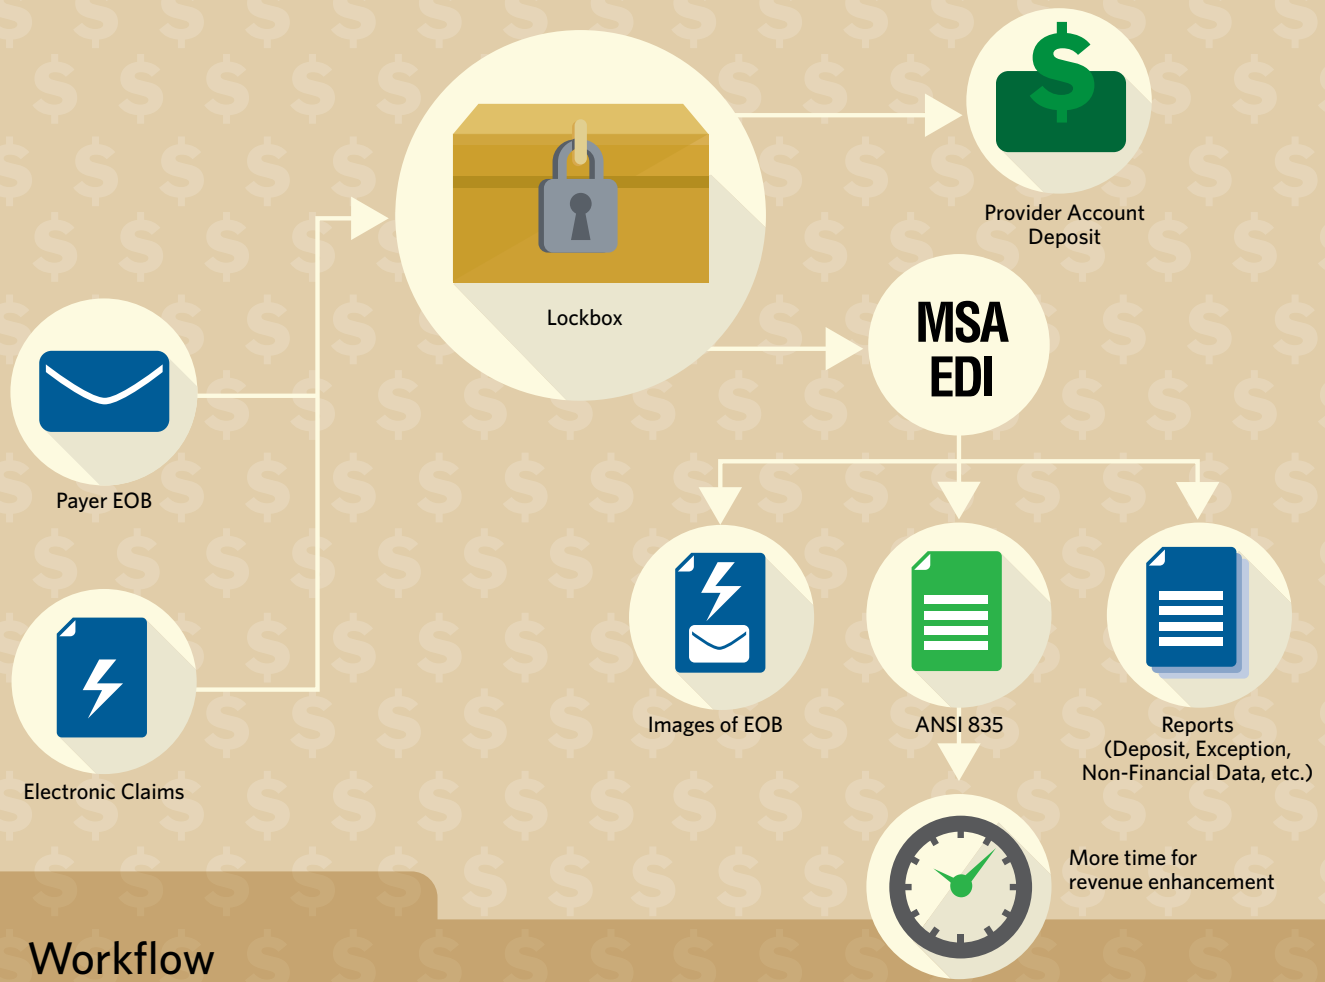 Provider Account
Deposit
Lockbox
MSA
EDI
Payer EOB
Electronic Claims
Images of EOB
ANSI 835
Reports
(Deposit, Exception,
Non-Financial Data, etc.)
More time for
revenue enhancement
Workflow